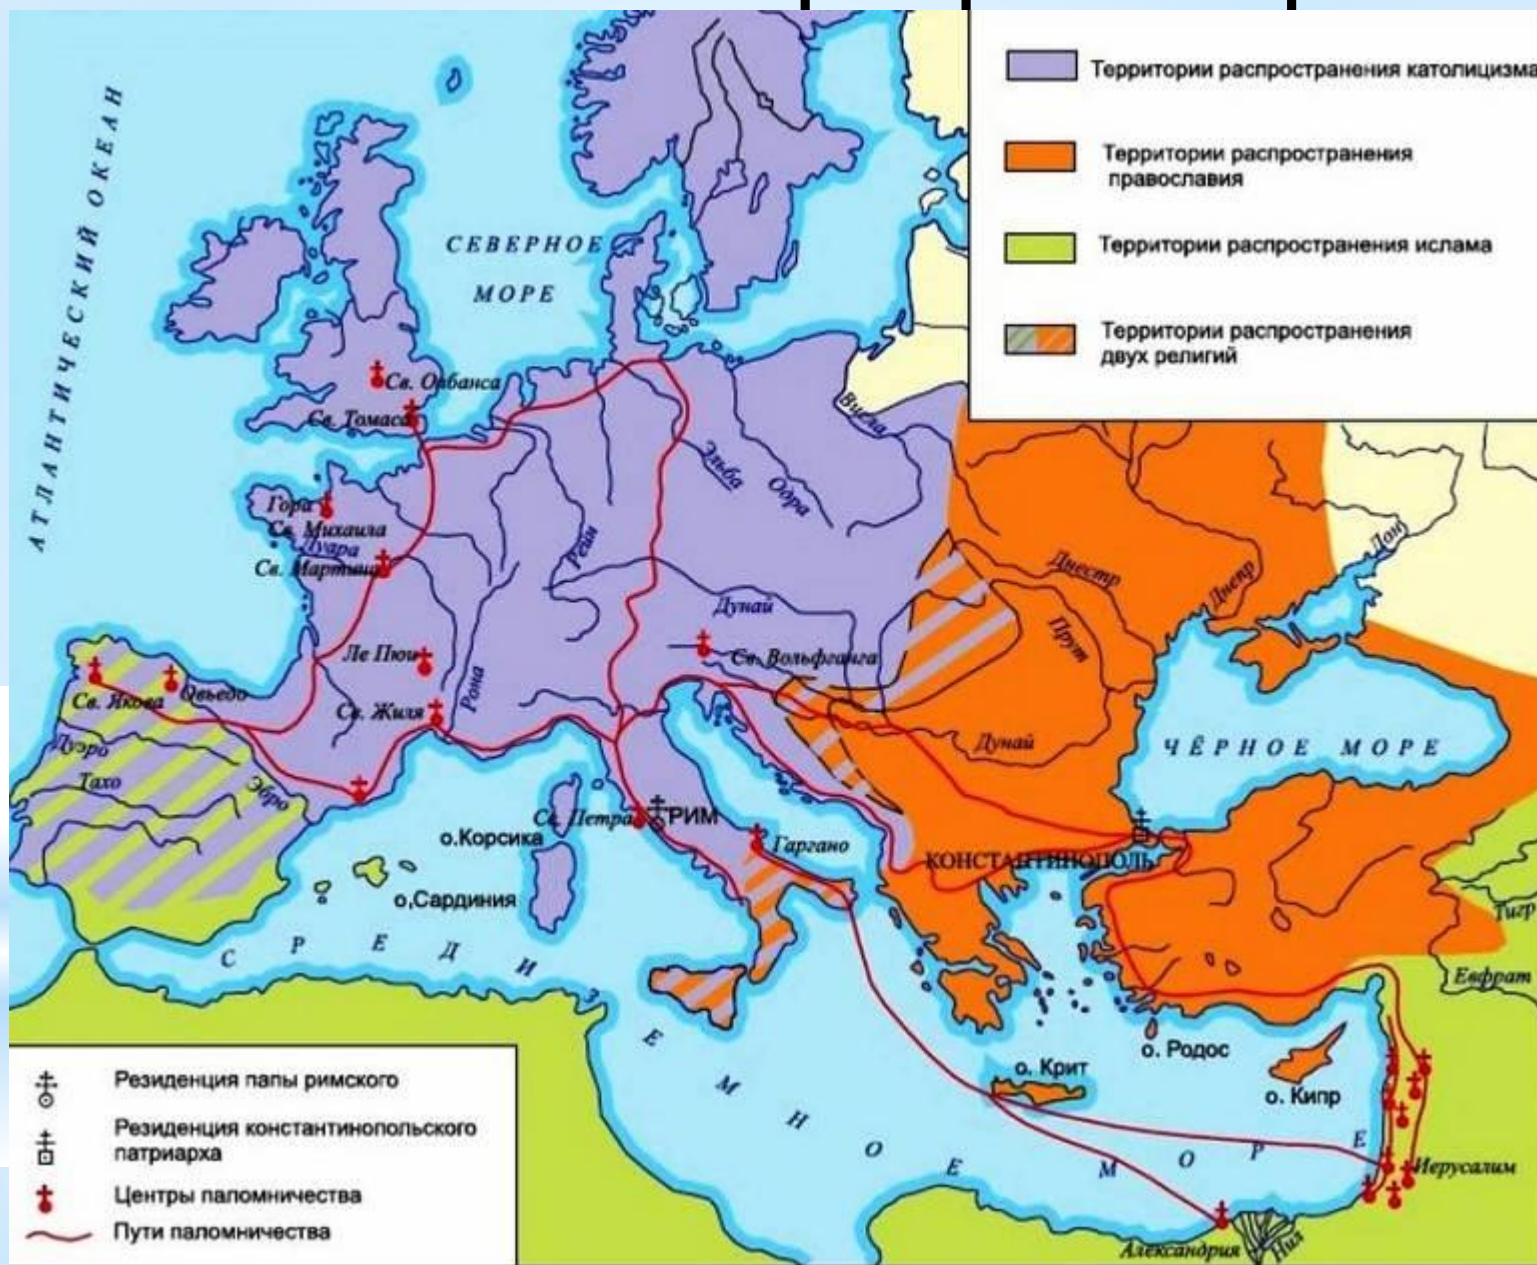 Территории распространения католицизма
Территории распространения
православия
Территории распространения ислама
Территории распространения
двух религий
АТЛАНТИЧЕСКИЙ ОКЕАН
СЕВЕРНОЕ
МОРЕ
Св. Олбанса
Св. Томаса
Висла
Эльба
Одра
Гора
Св. Михаила
Луара
Св. Мартина
Рейн
Дон
Днестр
Днепр
Дунай
Прут
Ле Пюи
Св. Вольфганга
Рона
Св. Якова
Овьедо
Св. Жиля
Дуэро
Тахо
Эбро
Дунай
ЧЁРНОЕ МОРЕ
Св. Петра
РИМ
о.Корсика
Гаргано
КОНСТАНТИНОПОЛЬ
о,Сардиния
Тигр
Евфрат
СРЕДИЗЕМНОЕ МОРЕ
о. Родос
о. Крит
о. Кипр
Иерусалим
Александрия
Нил
Резиденция папы римского
Резиденция константинопольского
патриарха
Центры паломничества
Пути паломничества